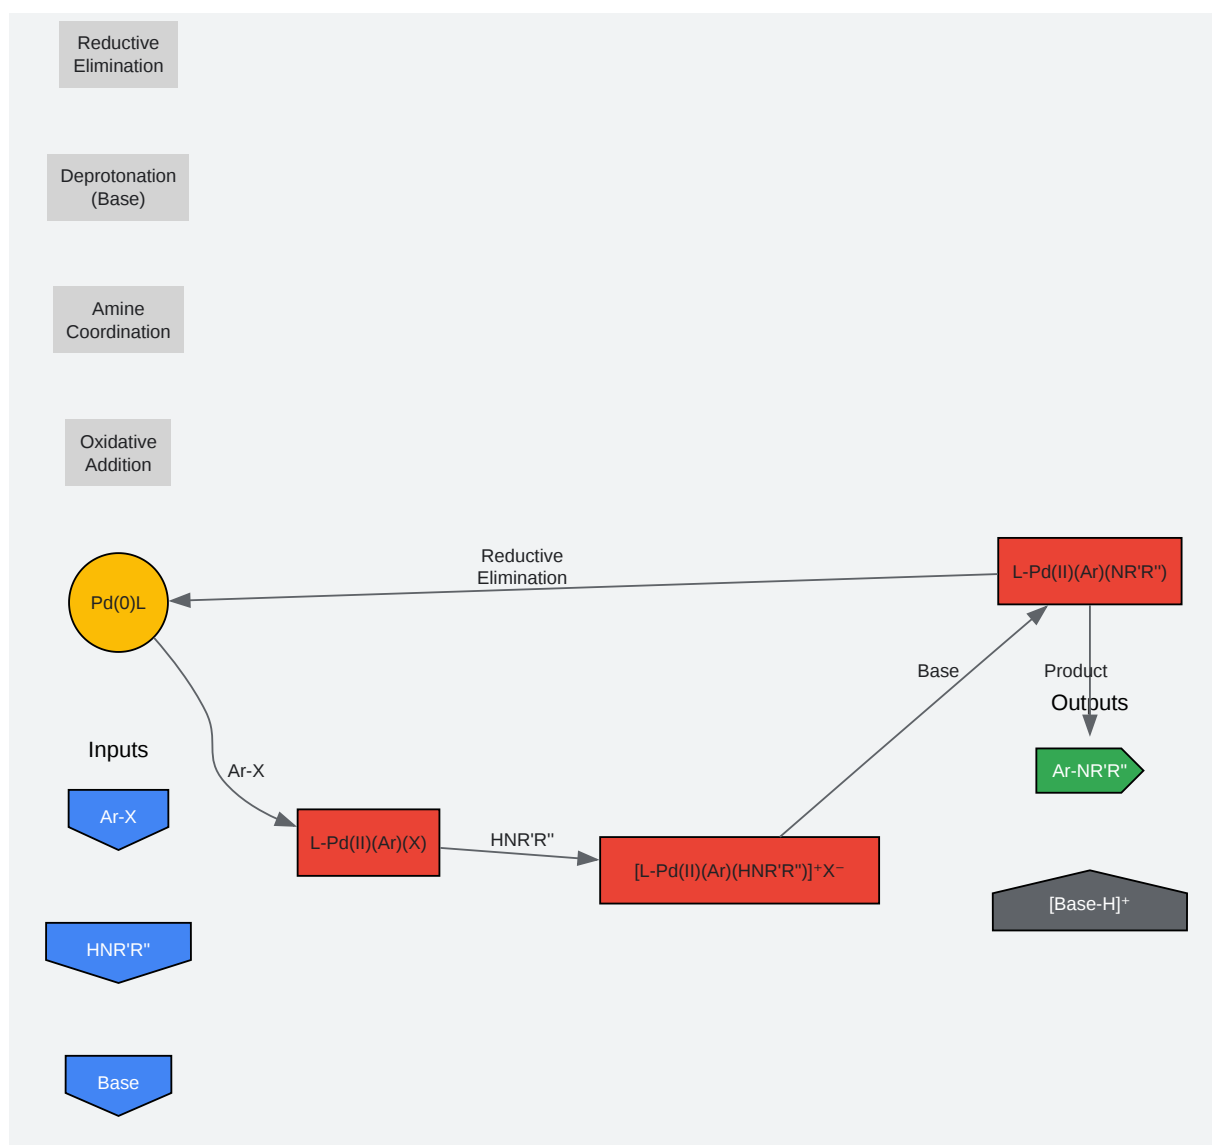 Reductive
Elimination
Deprotonation
(Base)
Amine
Coordination
Oxidative
Addition
Reductive
Elimination
L-Pd(II)(Ar)(NR'R")
Pd(0)L
Base
Product
Outputs
Inputs
Ar-X
Ar-NR'R"
Ar-X
HNR'R"
L-Pd(II)(Ar)(X)
[L-Pd(II)(Ar)(HNR'R")]⁺X⁻
[Base-H]⁺
HNR'R"
Base